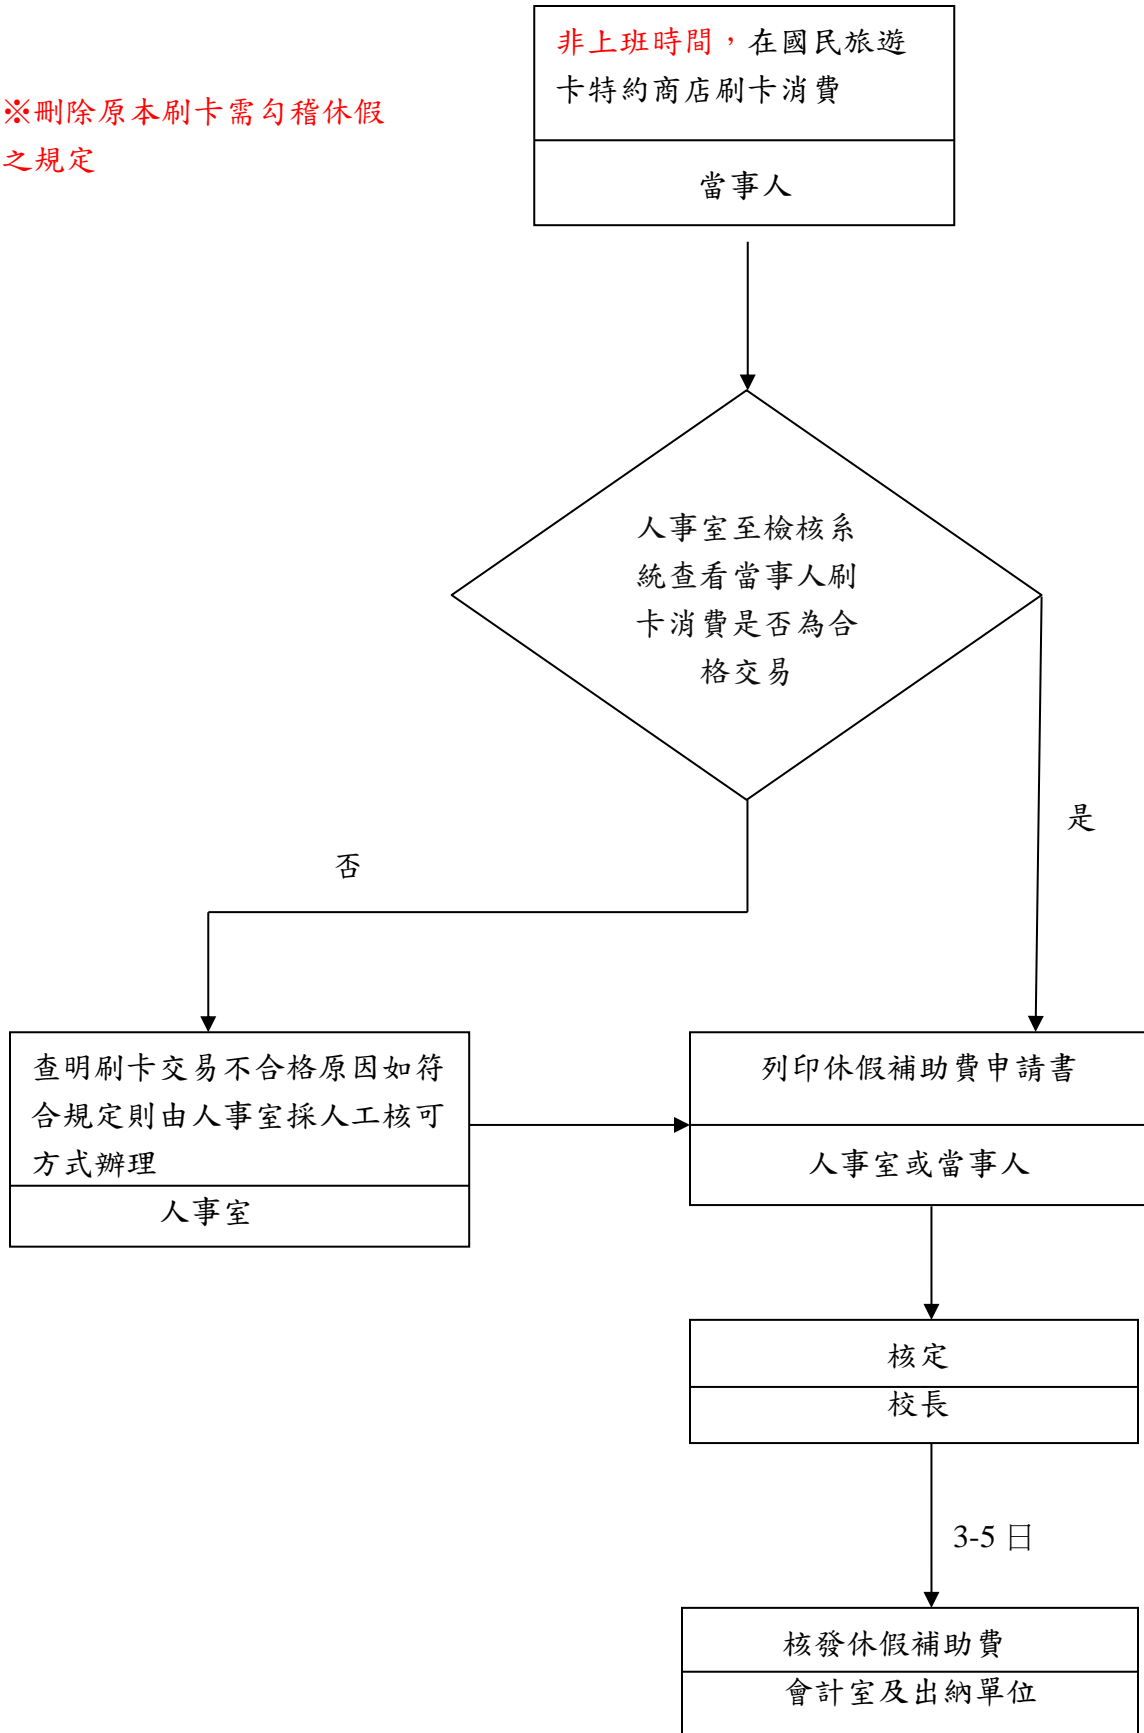 非上班時間，在國民旅遊
卡特約商店刷卡消費
當事人
※刪除原本刷卡需勾稽休假
之規定
人事室至檢核系
統查看當事人刷
卡消費是否為合
格交易
是
否
查明刷卡交易不合格原因如符
合規定則由人事室採人工核可
方式辦理
人事室
列印休假補助費申請書
人事室或當事人
核定
校長
3-5 日
核發休假補助費
會計室及出納單位